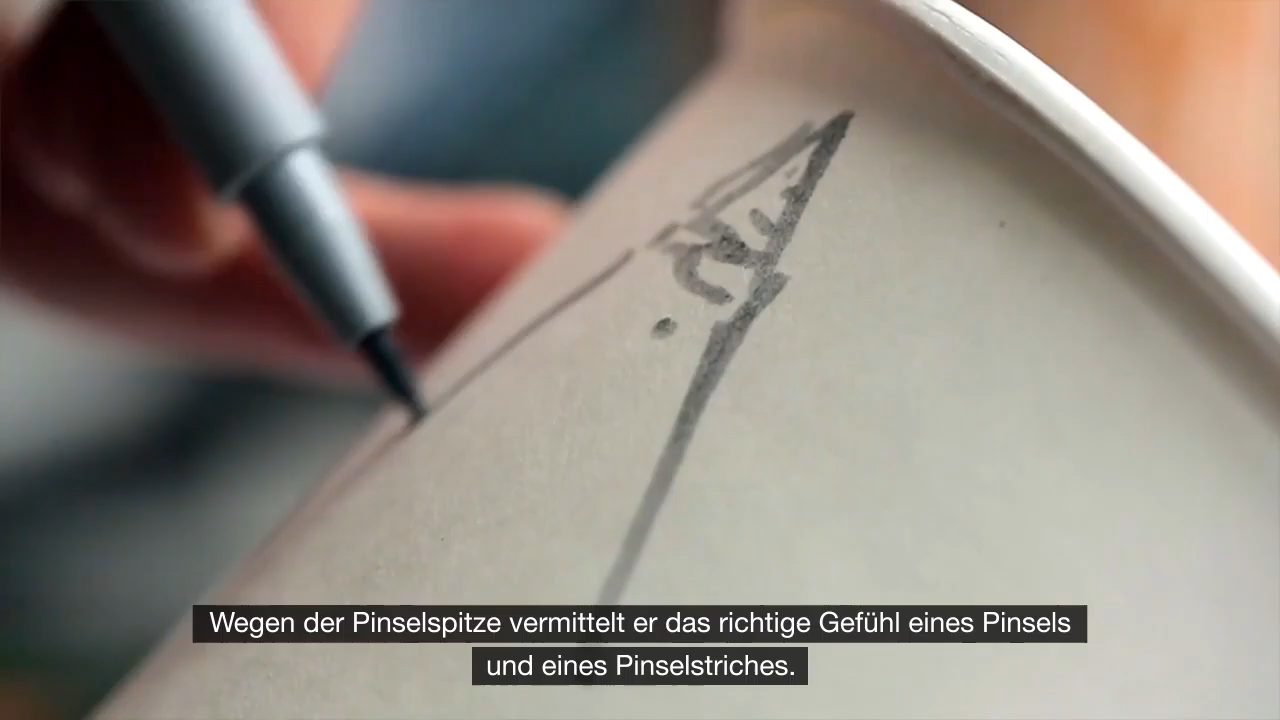 Wegen der Pinselspitze vermittelt er das richtige Gefühl eines Pinsels
und eines Pinselstriches.